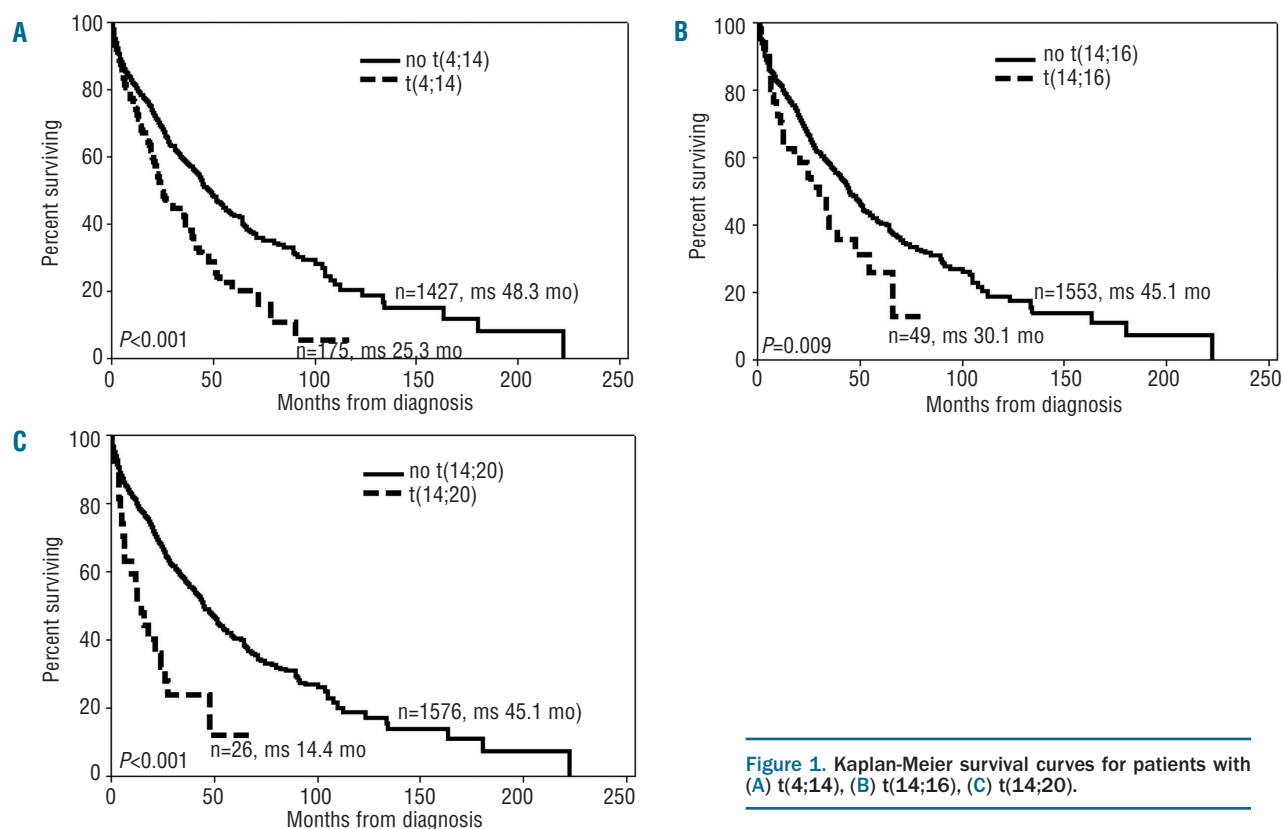 A
100
80
60
40
20
0
Percent surviving
no t(4;14)
t(4;14)
n=1427, ms 48.3 mo)
n=175, ms 25.3 mo
P<0.001
0 50 100 150 200 250
Months from diagnosis
B
100
80
60
40
20
0
Percent surviving
no t(14;16)
t(14;16)
n=1553, ms 45.1 mo
n=49, ms 30.1 mo
P=0.009
0 50 100 150 200 250
Months from diagnosis
C
100
80
60
40
20
0
Percent surviving
no t(14;20)
t(14;20)
n=1576, ms 45.1 mo)
n=26, ms 14.4 mo
P<0.001
0 50 100 150 200 250
Months from diagnosis
Figure 1. Kaplan-Meier survival curves for patients with
(A) t(4;14), (B) t(14;16), (C) t(14;20).